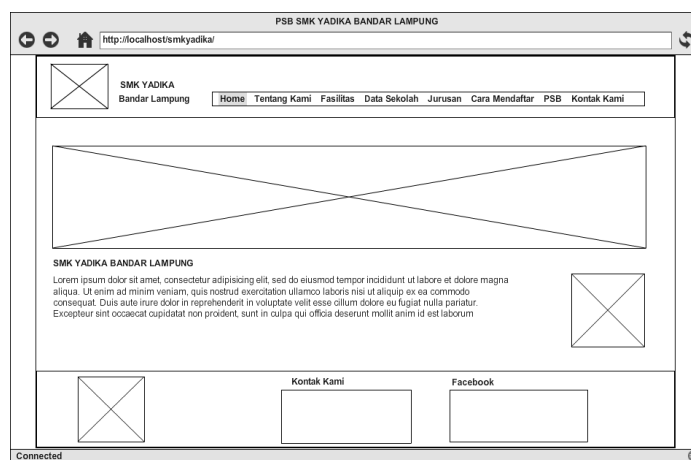 PSB SMK YADIKA BANDAR LAMPUNG
http://localhost/smkyadika/
SMK YADIKA
Bandar Lampung
Home Tentang Kami Fasilitas Data Sekolah Jurusan Cara Mendaftar PSB Kontak Kami
SMK YADIKA BANDAR LAMPUNG
Lorem ipsum dolor sit amet, consectetur adipisicing elit, sed do eiusmod tempor incididunt ut labore et dolore magna
aliqua. Ut enim ad minim veniam, quis nostrud exercitation ullamco laboris nisi ut aliquip ex ea commodo
consequat. Duis aute irure dolor in reprehenderit in voluptate velit esse cillum dolore eu fugiat nulla pariatur.
Excepteur sint occaecat cupidatat non proident, sunt in culpa qui officia deserunt mollit anim id est laborum
Kontak Kami Facebook
Connected